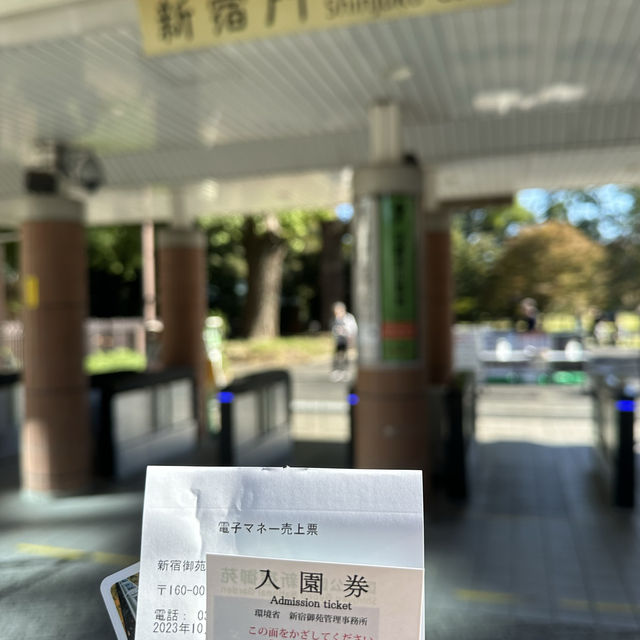 新宿門 Shinjuku
電子マネー売上票
新宿御苑
〒160-00
電話： 03
2023年10
入園券
Admission ticket
環境省 新宿御苑管理事務所
この面をかざしてください